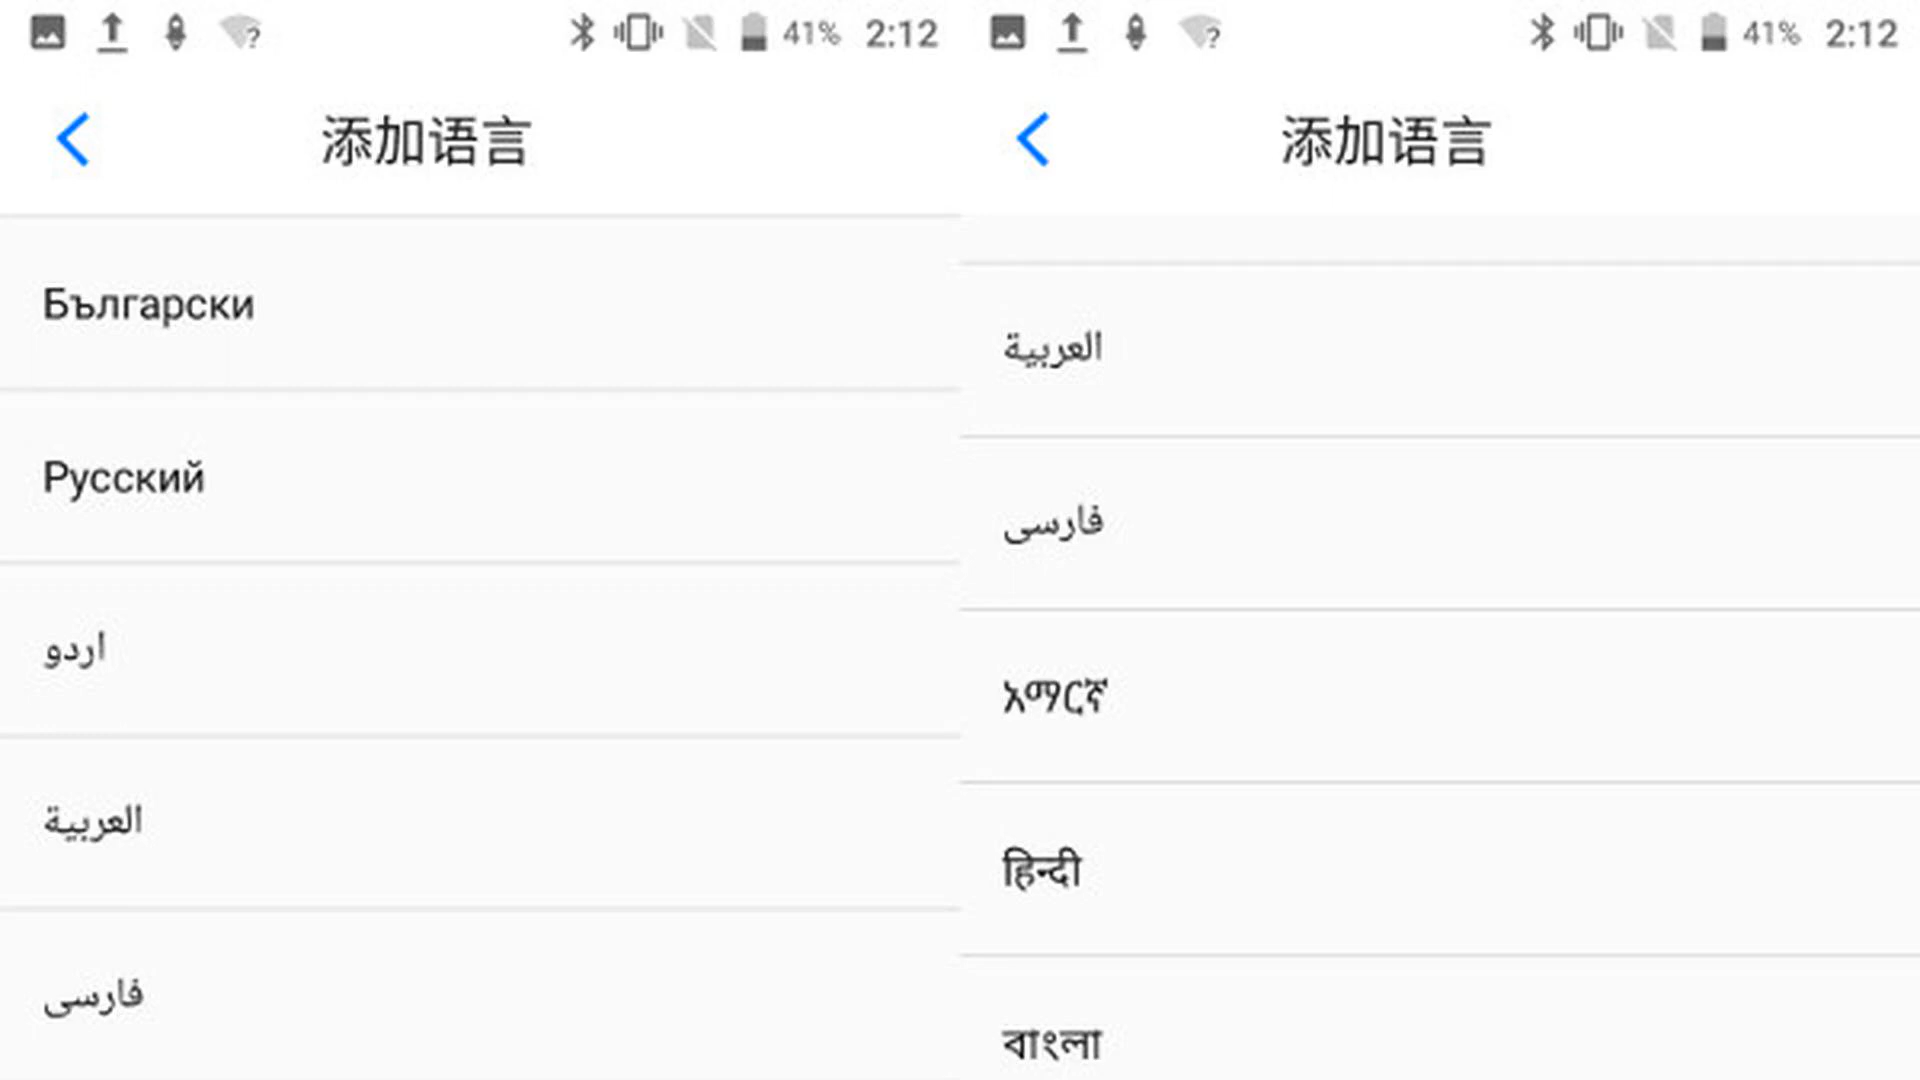 41% 2:12
添加语言
Български
Русский
اردو
العربية
فارسی
41% 2:12
添加语言
العربية
فارسی
አማርኛ
हिन्दी
বাংলা